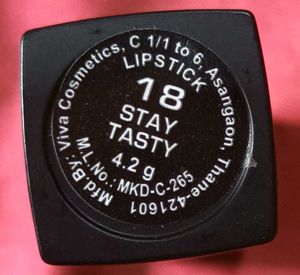 Mfd.By: Viva Cosmetics, C 1/1 to 6, Asangaon, Thane-421601
LIPSTICK
18
STAY
TASTY
4.2 g
M.L.No.: MKD-C-265